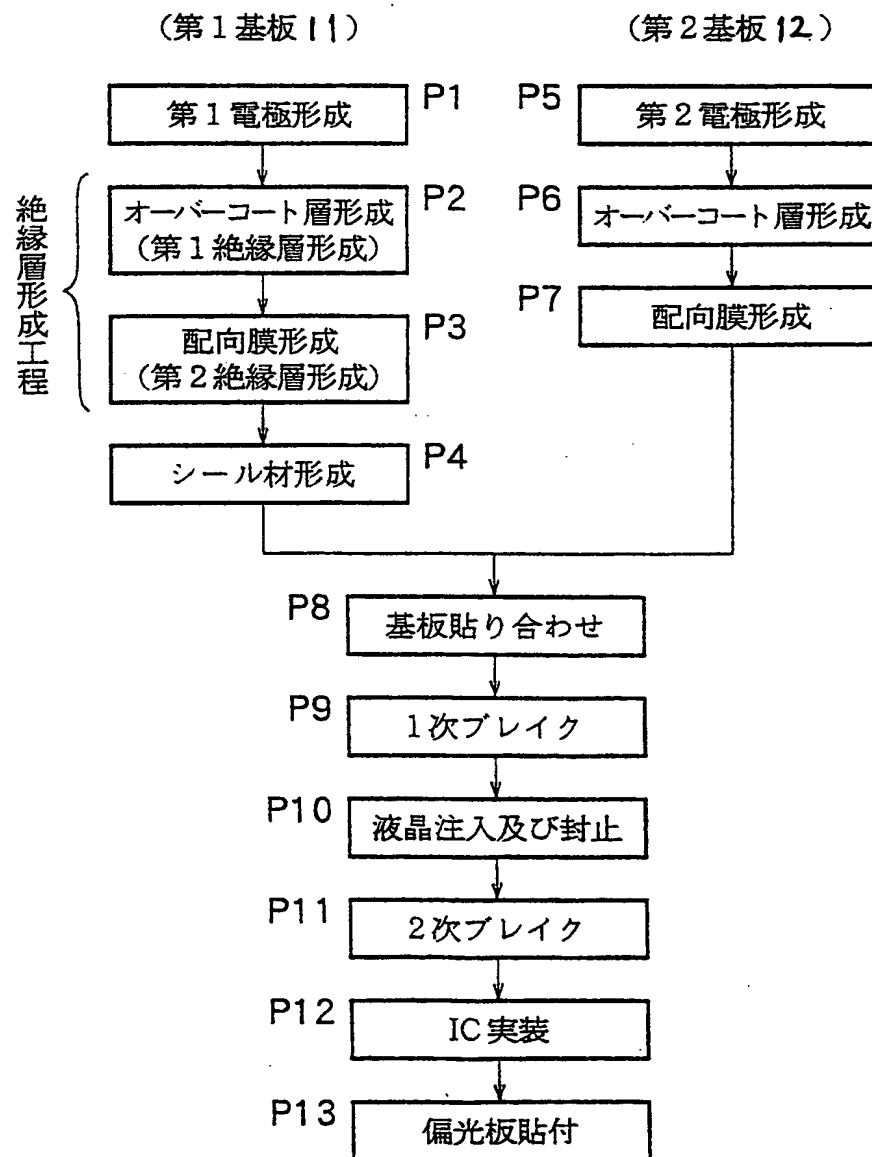 （第１基板11）
（第２基板12）
第１電極形成
P1
P5
第２電極形成
絶縁層形成工程
オーバーコート層形成
（第１絶縁層形成）
P2
P6
オーバーコート層形成
配向膜形成
（第２絶縁層形成）
P3
P7
配向膜形成
シール材形成
P4
P8
基板貼り合わせ
P9
１次ブレイク
P10
液晶注入及び封止
P11
２次ブレイク
P12
IC実装
P13
偏光板貼付